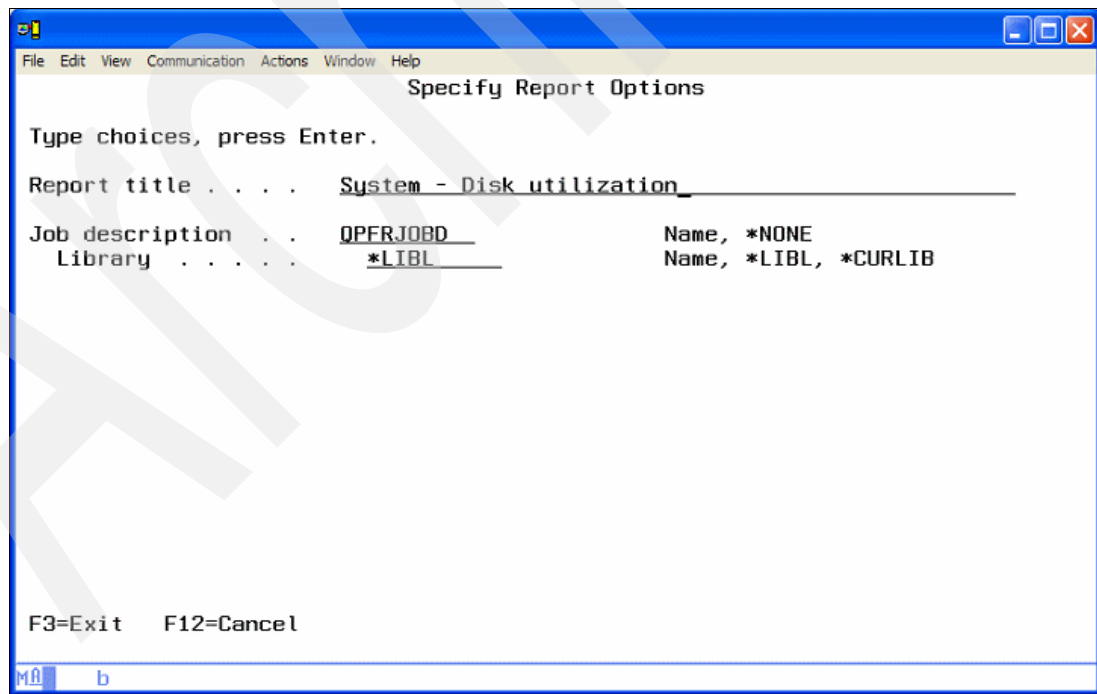 File Edit View Communication Actions Window Help
Specify Report Options
Type choices, press Enter.
Report title . . . . System - Disk utilization_
Job description . . QPFRJOBD Name, *NONE
Library . . . . . *LIBL Name, *LIBL, *CURLIB
F3=Exit F12=Cancel
MA b